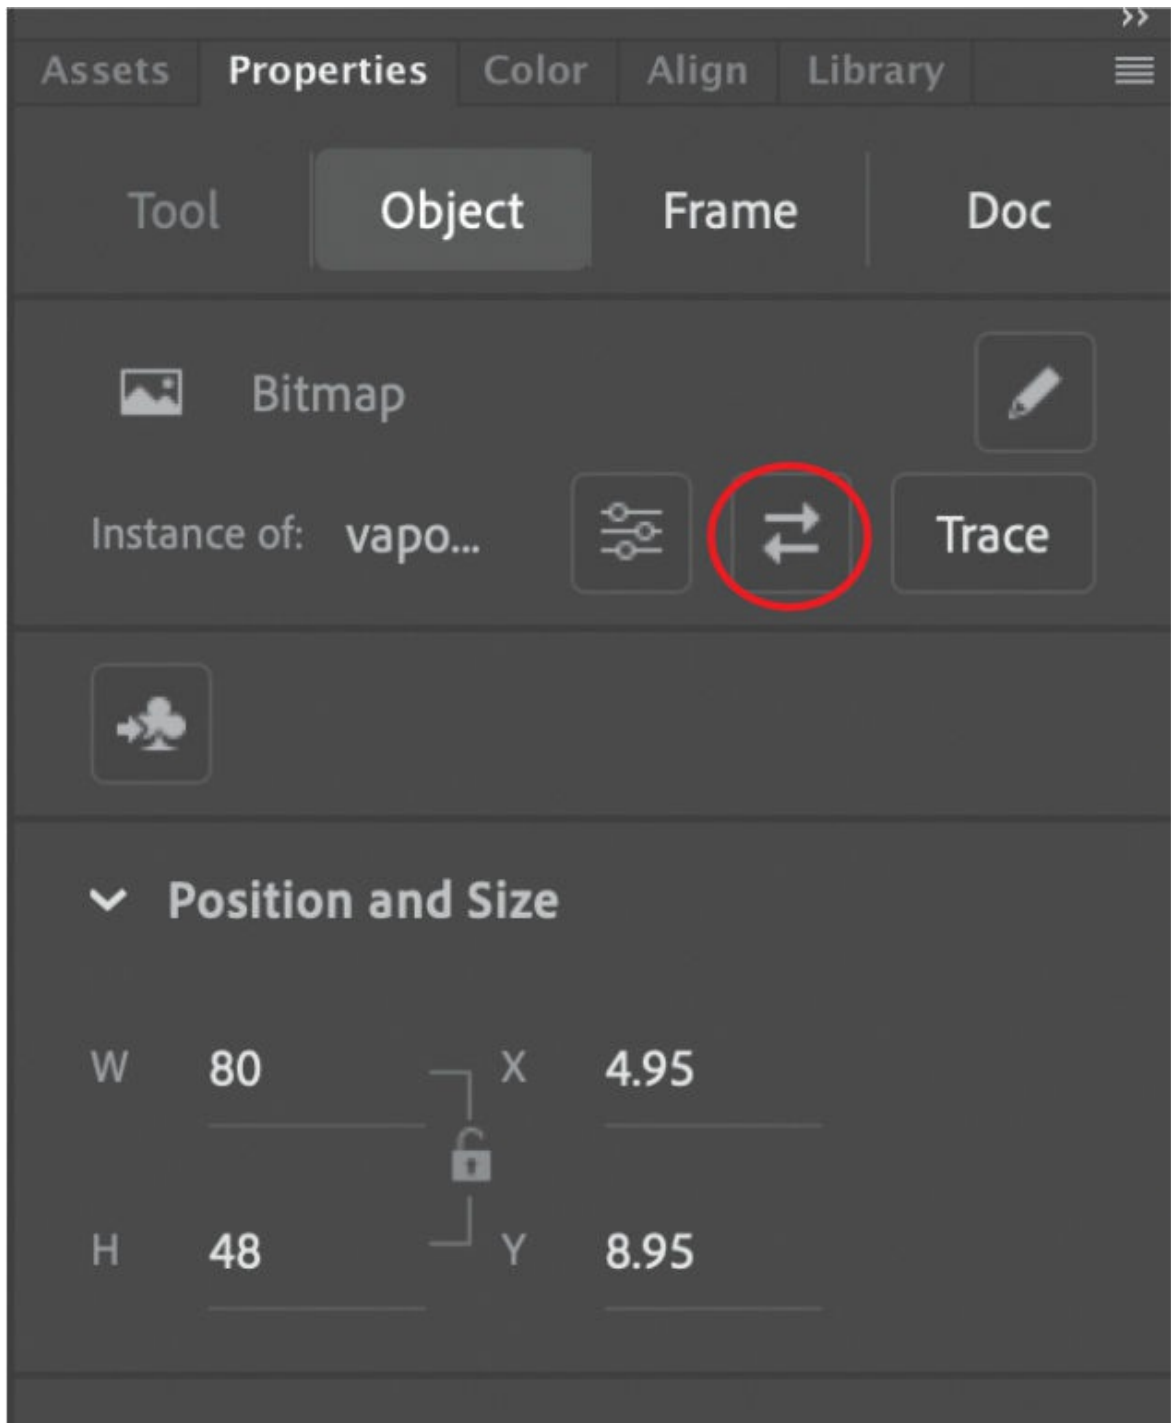 Assets Properties Color Align Library
Tool Object Frame Doc
Bitmap
Instance of: vapo... Trace
Position and Size
W 80 X 4.95
H 48 Y 8.95